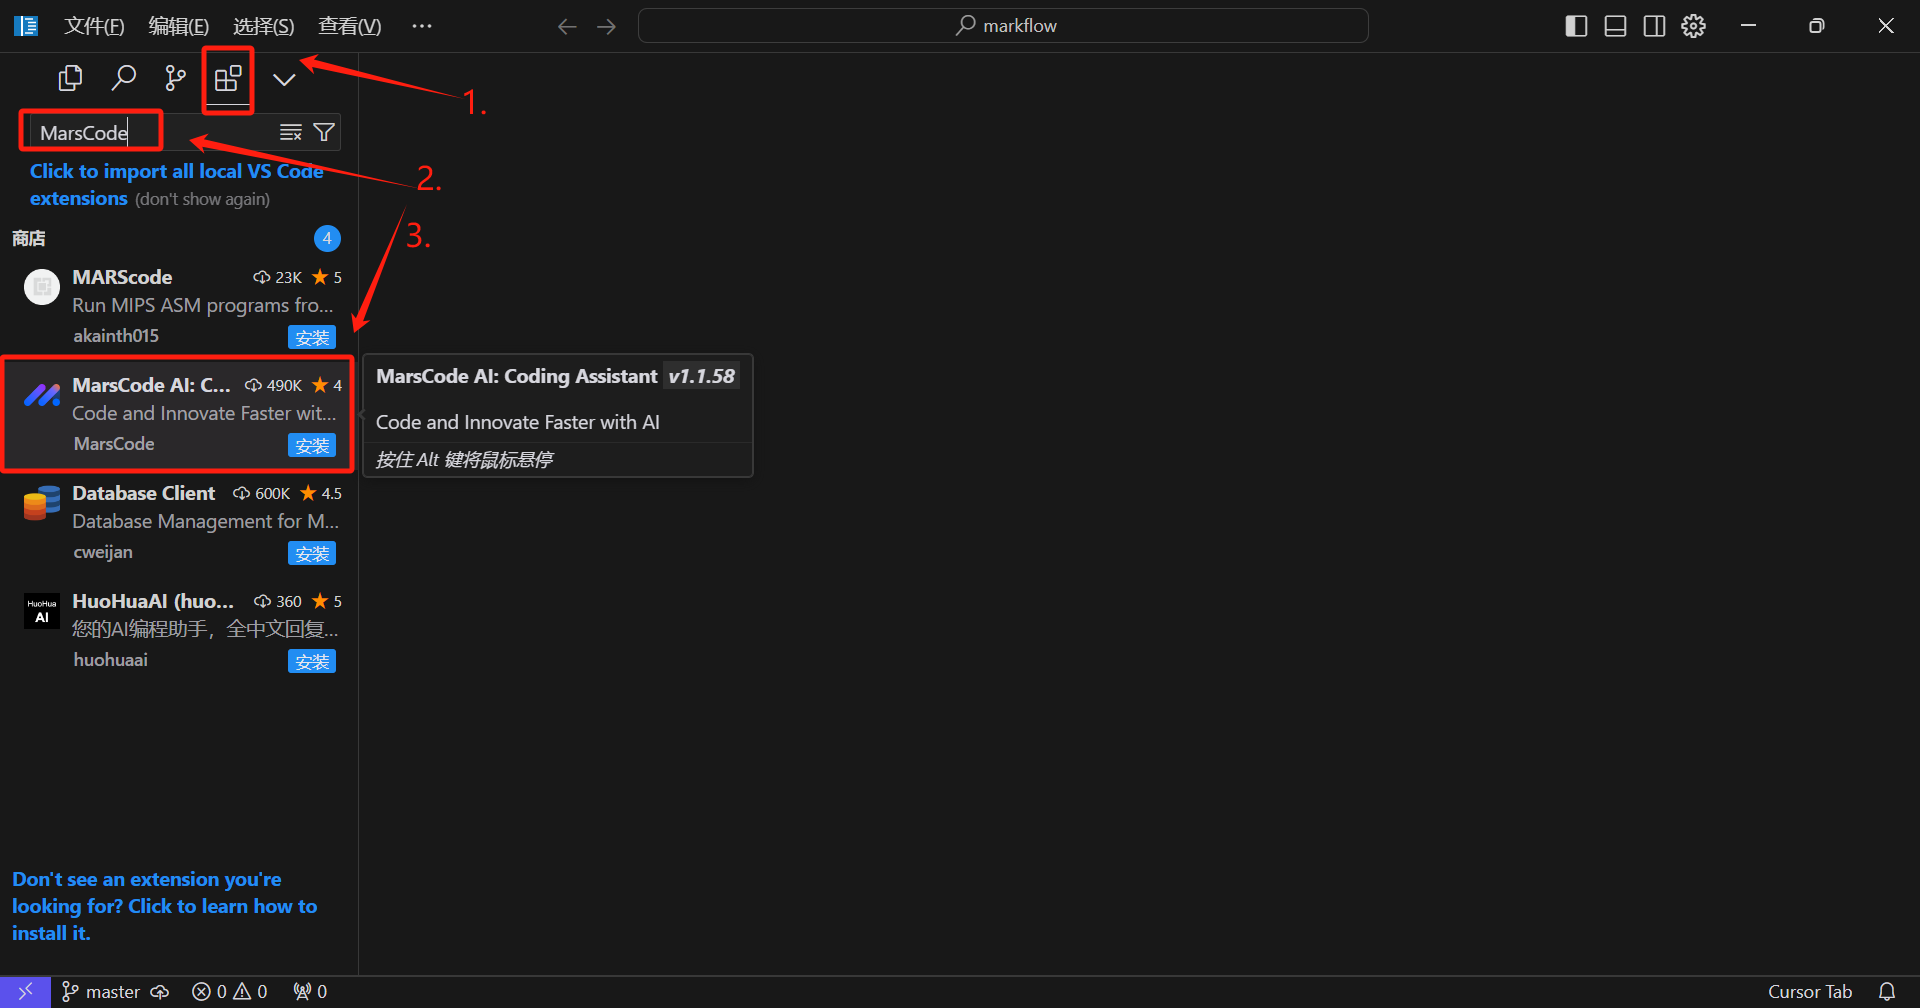 文件(F) 编辑(E) 选择(S) 查看(V) ···
markflow
1.
MarsCode
2.
Click to import all local VS Code
extensions (don't show again)
商店 4
3.
MARScode 23K 5
Run MIPS ASM programs fro...
akainth015 安装
MarsCode AI: C... 490K 4
Code and Innovate Faster wit...
MarsCode 安装
MarsCode AI: Coding Assistant v1.1.58
Code and Innovate Faster with AI
按住 Alt 键将鼠标悬停
Database Client 600K 4.5
Database Management for M...
cweijan 安装
HuoHua
AI
HuoHuaAI (huo... 360 5
您的AI编程助手，全中文回复...
huohuaai 安装
Don't see an extension you're
looking for? Click to learn how to
install it.
master 0 0 0 Cursor Tab